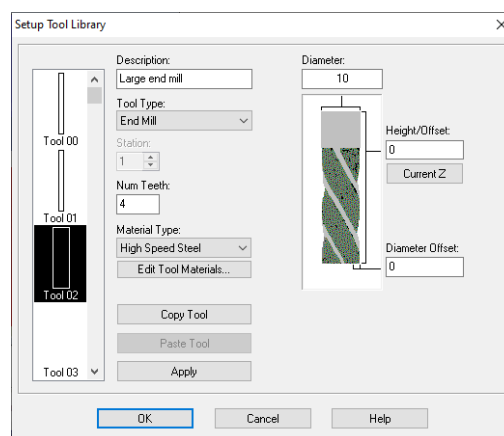 Setup Tool Library
Tool 00
Tool 01
Tool 02
Tool 03
Description:
Large end mill
Tool Type:
End Mill
Station:
1
Num Teeth:
4
Material Type:
High Speed Steel
Edit Tool Materials...
Copy Tool
Paste Tool
Apply
Diameter:
10
Height/Offset:
0
Current Z
Diameter Offset:
0
OK
Cancel
Help